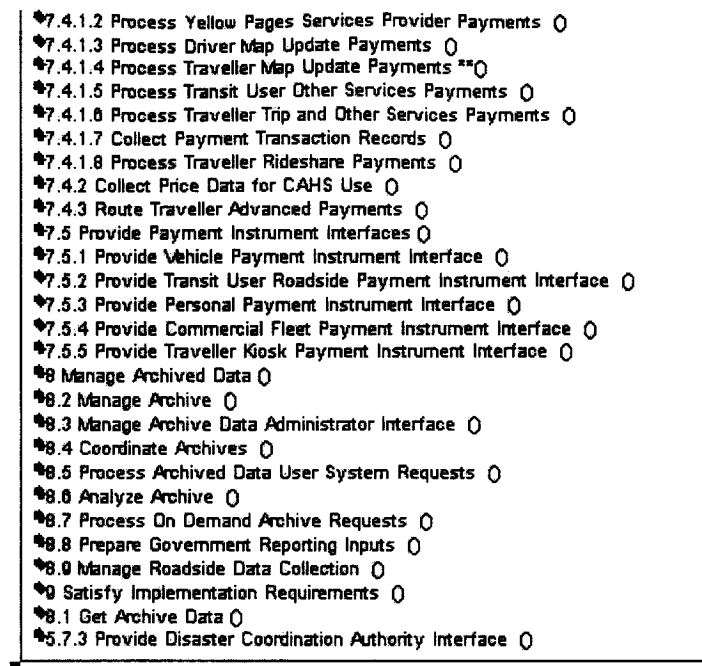 7.4.1.2 Process Yellow Pages Services Provider Payments ()
7.4.1.3 Process Driver Map Update Payments ()
7.4.1.4 Process Traveller Map Update Payments **()
7.4.1.5 Process Transit User Other Services Payments ()
7.4.1.6 Process Traveller Trip and Other Services Payments ()
7.4.1.7 Collect Payment Transaction Records ()
7.4.1.8 Process Traveller Rideshare Payments ()
7.4.2 Collect Price Data for CAHS Use ()
7.4.3 Route Traveller Advanced Payments ()
7.5 Provide Payment Instrument Interfaces ()
7.5.1 Provide Vehicle Payment Instrument Interface ()
7.5.2 Provide Transit User Roadside Payment Instrument Interface ()
7.5.3 Provide Personal Payment Instrument Interface ()
7.5.4 Provide Commercial Fleet Payment Instrument Interface ()
7.5.5 Provide Traveller Kiosk Payment Instrument Interface ()
8 Manage Archived Data ()
8.2 Manage Archive ()
8.3 Manage Archive Data Administrator Interface ()
8.4 Coordinate Archives ()
8.5 Process Archived Data User System Requests ()
8.6 Analyze Archive ()
8.7 Process On Demand Archive Requests ()
8.8 Prepare Government Reporting Inputs ()
8.9 Manage Roadside Data Collection ()
9 Satisfy Implementation Requirements ()
8.1 Get Archive Data ()
5.7.3 Provide Disaster Coordination Authority Interface ()